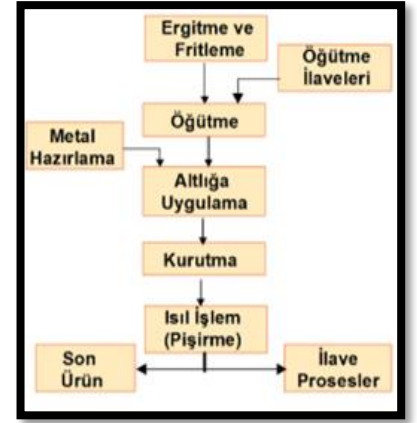 Ergitme ve
Fritleme
Öğütme
İlaveleri
Öğütme
Metal
Hazırlama
Altlığa
Uygulama
Kurutma
Isıl İşlem
(Pişirme)
Son
Ürün
İlave
Prosesler